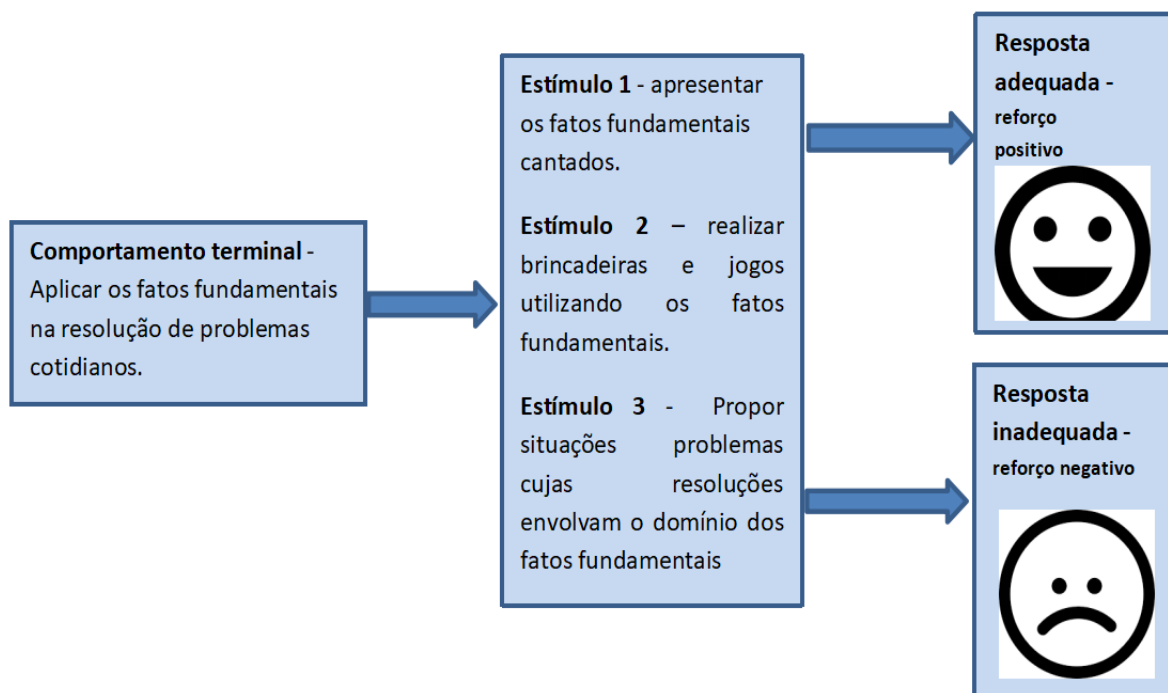 Comportamento terminal -
Aplicar os fatos fundamentais
na resolução de problemas
cotidianos.
Estímulo 1 - apresentar
os fatos fundamentais
cantados.
Estímulo 2 – realizar
brincadeiras e jogos
utilizando os fatos
fundamentais.
Estímulo 3 - Propor
situações problemas
cujas resoluções
envolvam o domínio dos
fatos fundamentais
Resposta
adequada -
reforço
positivo
Resposta
inadequada -
reforço negativo